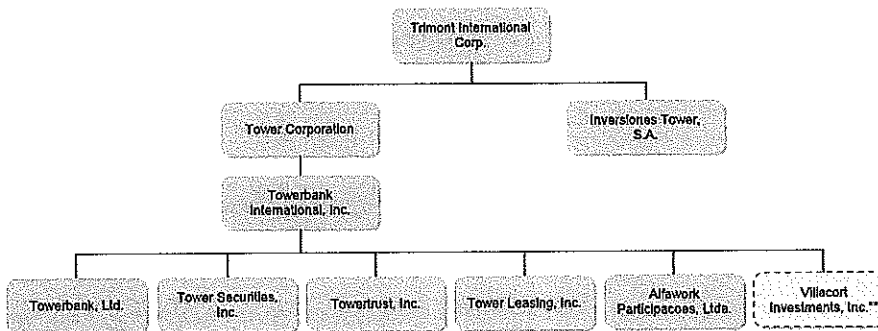 Trimont International
Corp.
Tower Corporation
Inversiones Tower,
S.A.
Towerbank
International, Inc.
Towerbank, Ltd.
Tower Securities,
Inc.
Towertrust, Inc.
Tower Leasing, Inc.
Alfawork
Participacoes, Ltda.
Villacort
Investments, Inc.**